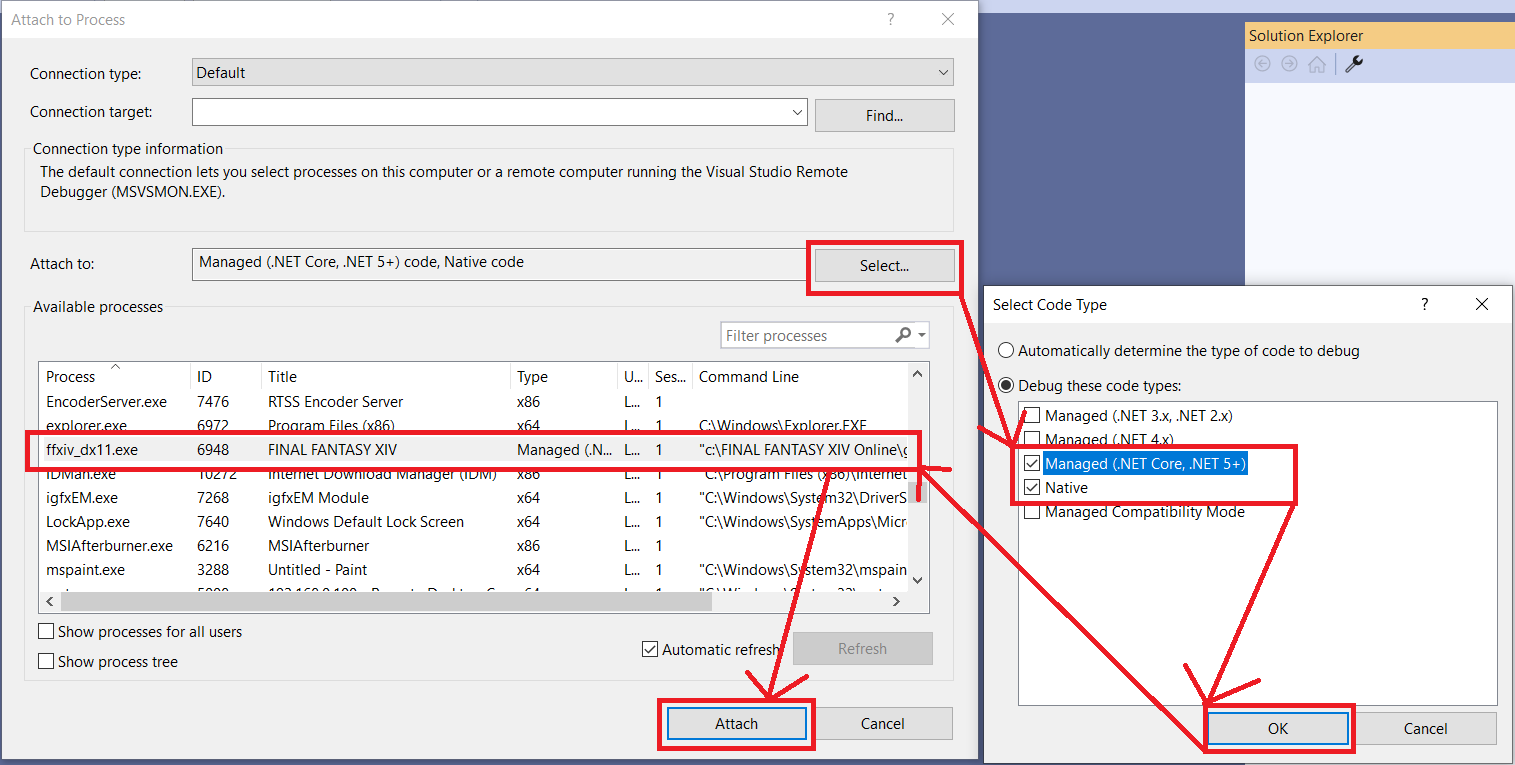 Attach to Process
?
Connection type:
Default
Connection target:
Find...
Connection type information
The default connection lets you select processes on this computer or a remote computer running the Visual Studio Remote
Debugger (MSVSMON.EXE).
Attach to:
Managed (.NET Core, .NET 5+) code, Native code
Select...
Available processes
Filter processes
Process ID Title Type U... Ses... Command Line
EncoderServer.exe 7476 RTSS Encoder Server x86 L... 1
explorer.exe 6972 Program Files (x86) x64 L... 1 C:\Windows\Explorer.EXE
ffxiv_dx11.exe 6948 FINAL FANTASY XIV Managed (.N... L... 1 "c:\FINAL FANTASY XIV Online\g
IDMan.exe 10272 Internet Download Manager (IDM) x86 L... 1 "C:\Program Files (x86)\Internet
igfxEM.exe 7268 igfxEM Module x64 L... 1 "C:\Windows\System32\DriverS
LockApp.exe 7640 Windows Default Lock Screen x64 L... 1 "C:\Windows\SystemApps\Micr
MSIAfterburner.exe 6216 MSIAfterburner x86 L... 1
mspaint.exe 3288 Untitled - Paint x64 L... 1 "C:\Windows\System32\mspain
Show processes for all users
Show process tree
Automatic refresh
Refresh
Attach
Cancel
Solution Explorer
Select Code Type
?
Automatically determine the type of code to debug
Debug these code types:
Managed (.NET 3.x, .NET 2.x)
Managed (.NET 4.x)
Managed (.NET Core, .NET 5+)
Native
Managed Compatibility Mode
OK
Cancel